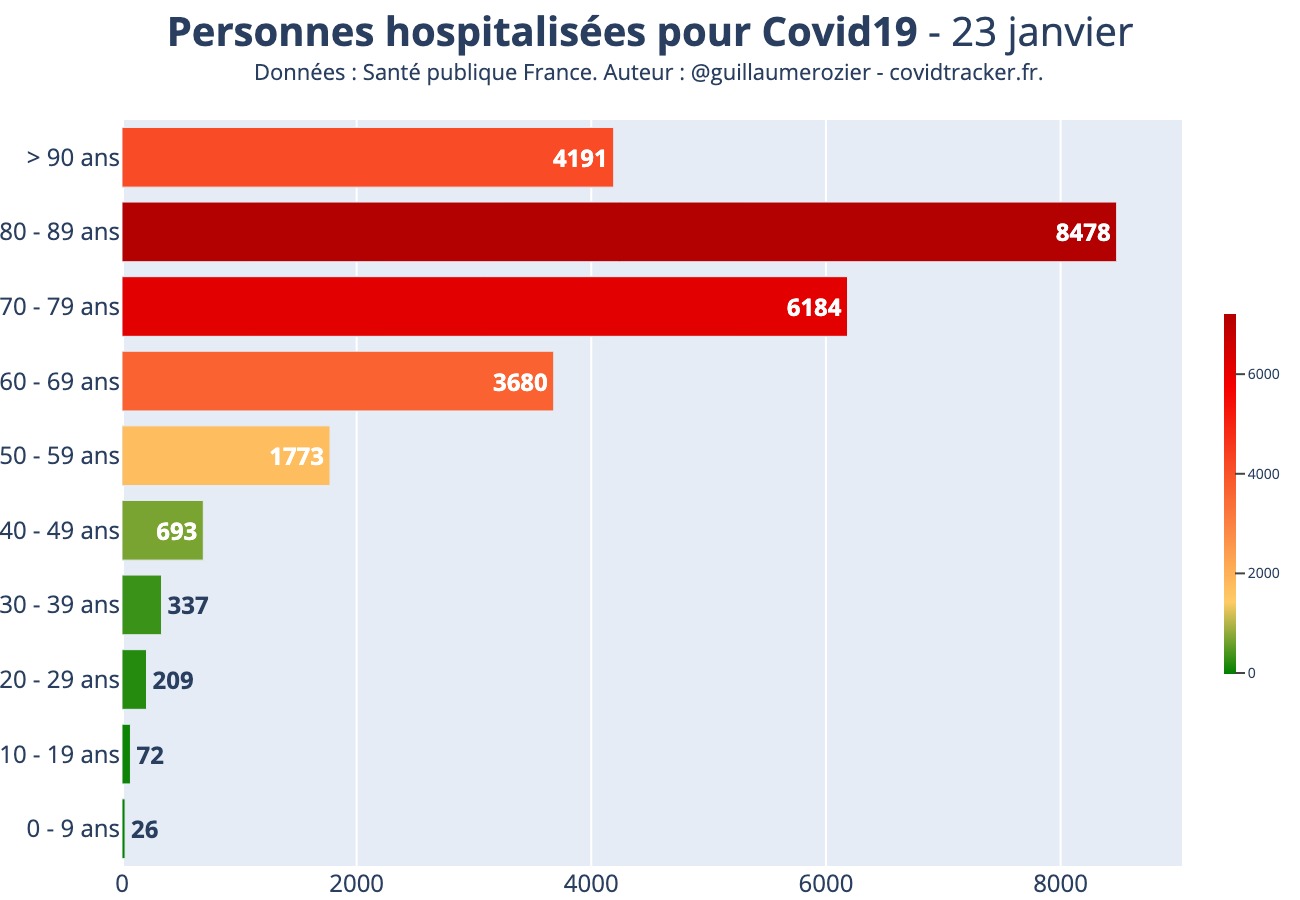 Personnes hospitalisées pour Covid19 - 23 janvier
Données : Santé publique France. Auteur : @guillaumerozier - covidtracker.fr.
> 90 ans 4191
80 - 89 ans 8478
70 - 79 ans 6184
60 - 69 ans 3680
50 - 59 ans 1773
40 - 49 ans 693
30 - 39 ans 337
20 - 29 ans 209
10 - 19 ans 72
0 - 9 ans 26
0 2000 4000 6000 8000
6000
4000
2000
0